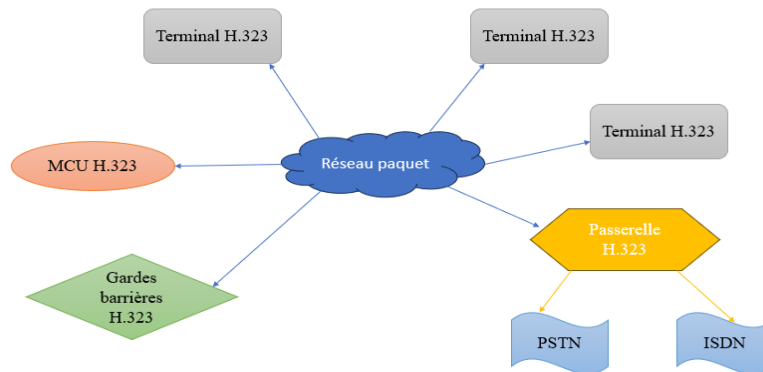 Terminal H.323
Terminal H.323
Terminal H.323
Réseau paquet
MCU H.323
Passerelle
H.323
Gardes
barrières
H.323
PSTN
ISDN